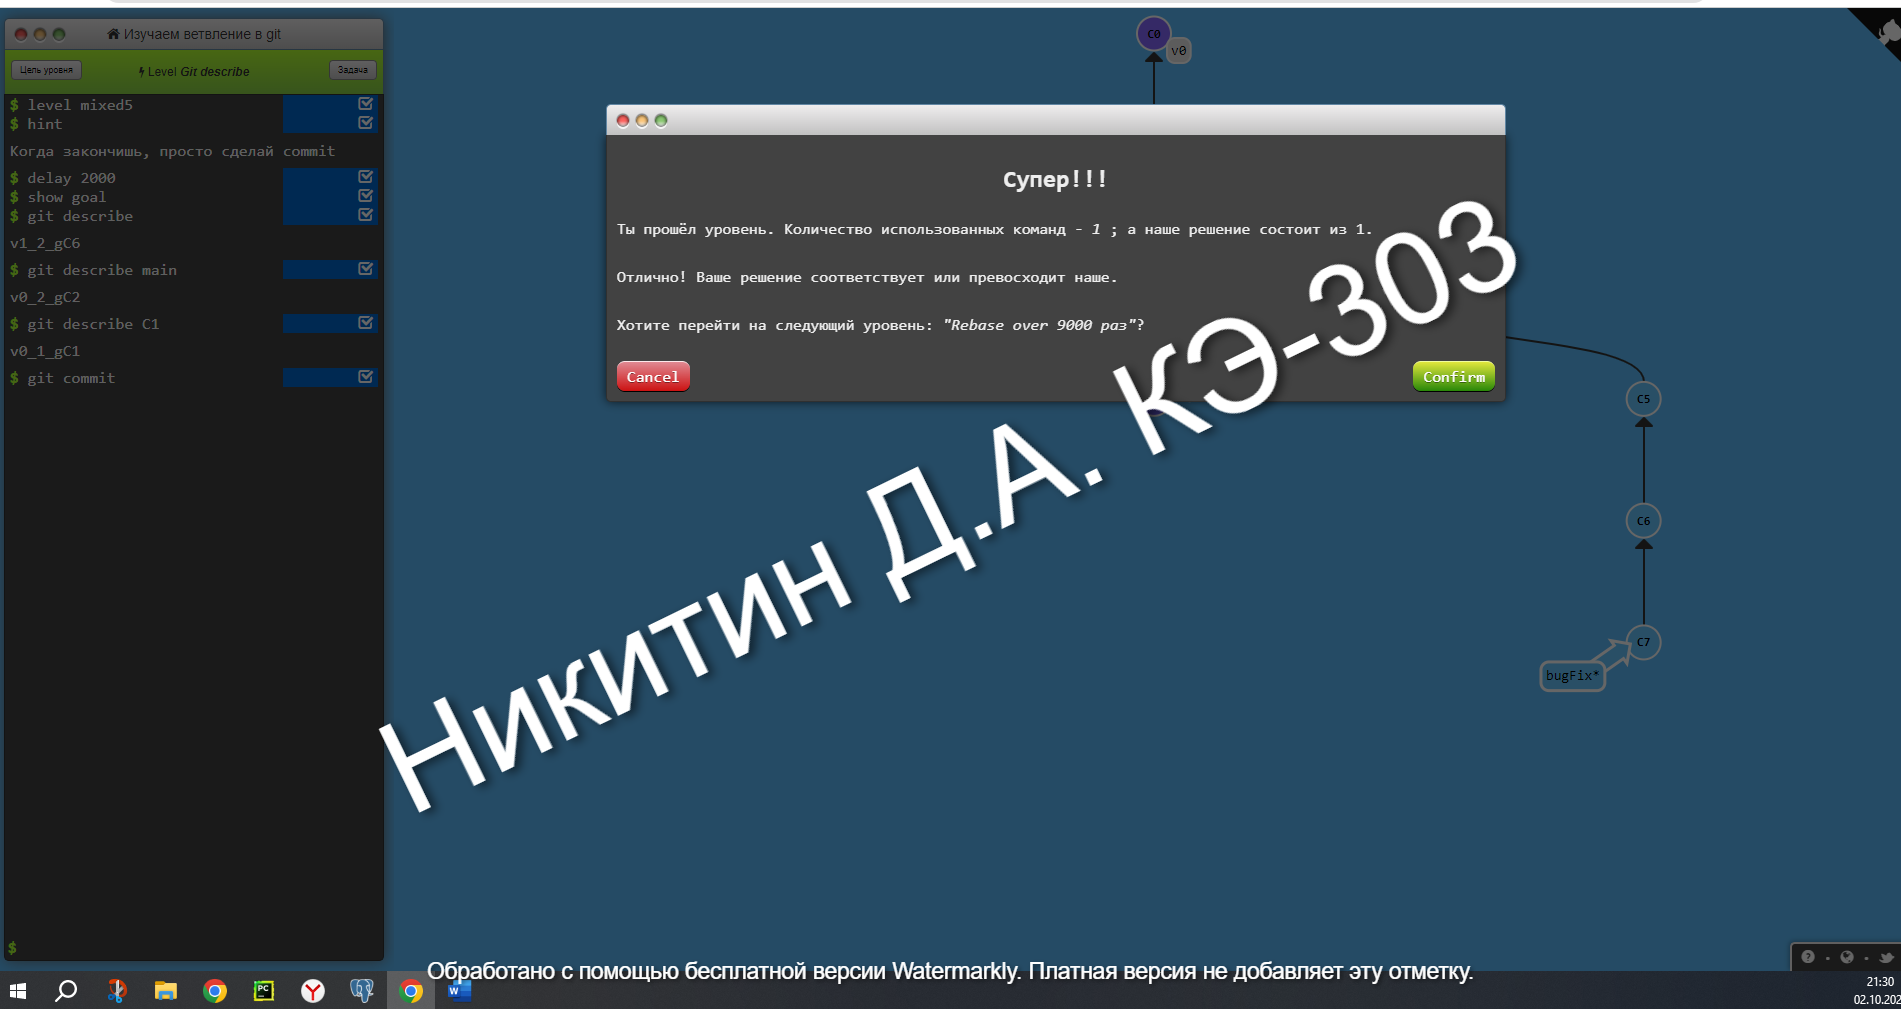 Изучаем ветвление в git
Цель уровня
Level Git describe
Задача
$ level mixed5
$ hint
Когда закончишь, просто сделай commit
$ delay 2000
$ show goal
$ git describe
v1_2_gC6
$ git describe main
v0_2_gC2
$ git describe C1
v0_1_gC1
$ git commit
$
C0
v0
Супер!!!
Ты прошёл уровень. Количество использованных команд - 1 ; а наше решение состоит из 1.
Отлично! Ваше решение соответствует или превосходит наше.
Хотите перейти на следующий уровень: "Rebase over 9000 раз"?
Cancel
Confirm
C5
C6
C7
bugFix*
Никитин Д.А. КЭ-303
Обработано с помощью бесплатной версии Watermarkly. Платная версия не добавляет эту отметку.
PC
W
21:30
02.10.202